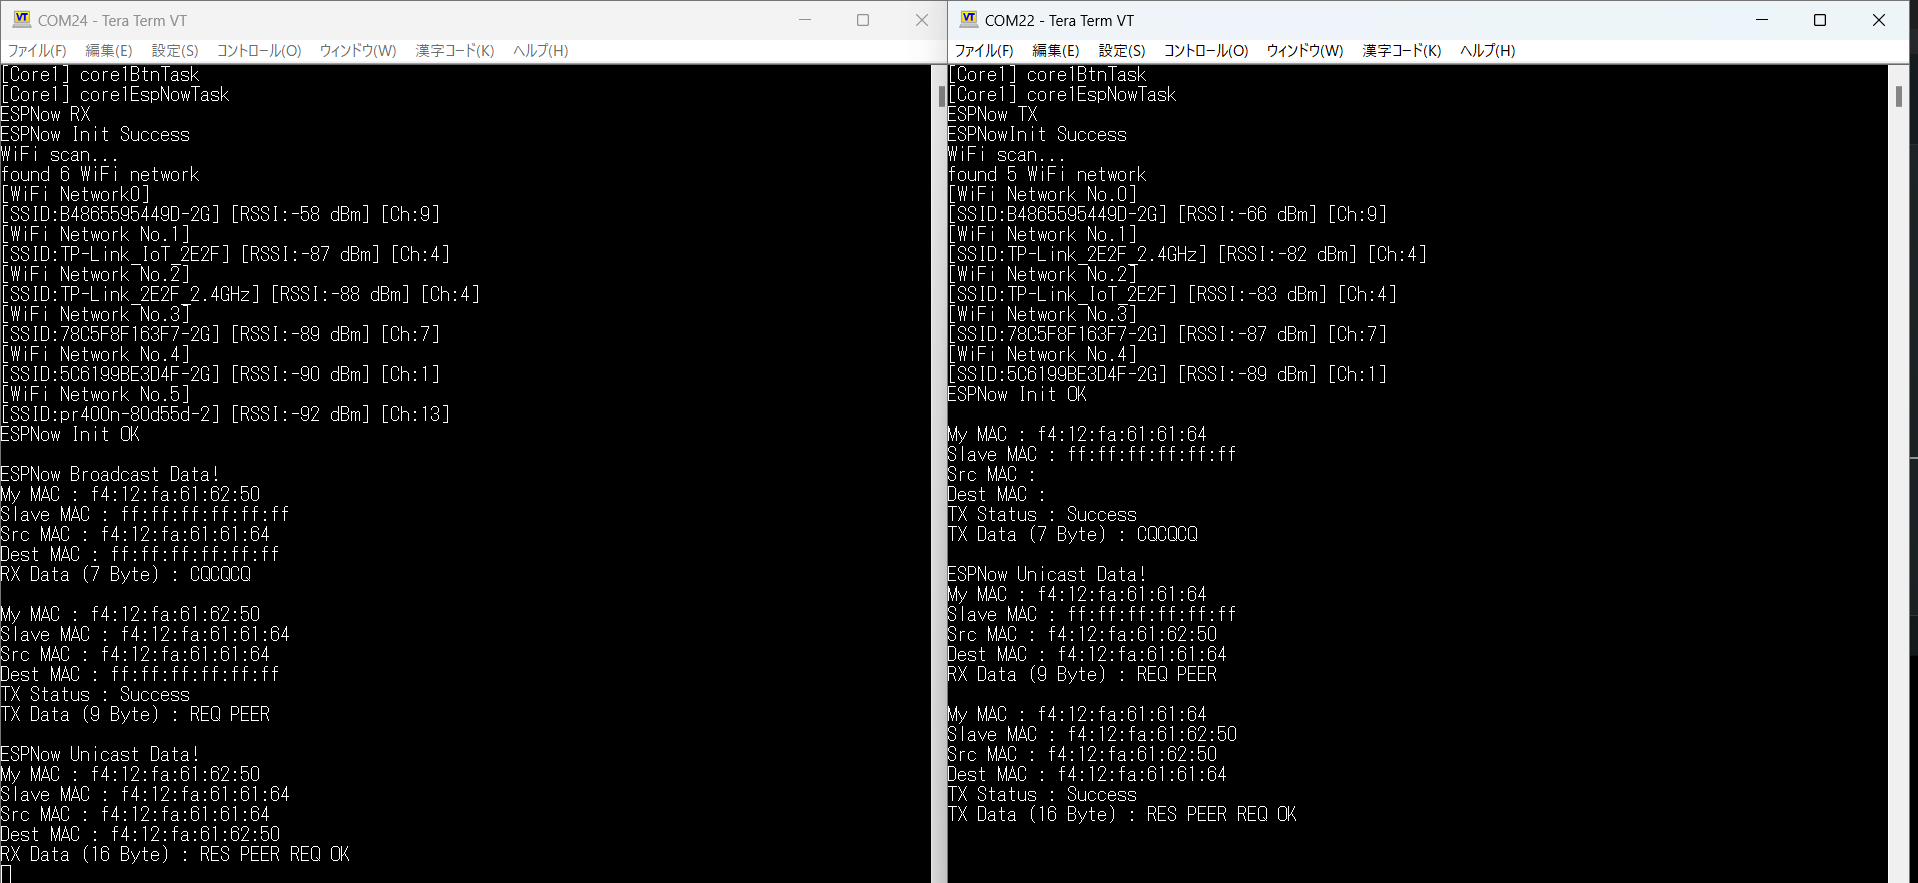 COM24 - Tera Term VT
ファイル(F) 編集(E) 設定(S) コントロール(O) ウィンドウ(W) 漢字コード(K) ヘルプ(H)
[Core1] core1BtnTask
[Core1] core1EspNowTask
ESPNow RX
ESPNow Init Success
WiFi scan...
found 6 WiFi network
[WiFi Network0]
[SSID:B4865595449D-2G] [RSSI:-58 dBm] [Ch:9]
[WiFi Network No.1]
[SSID:TP-Link_IoT_2E2F] [RSSI:-87 dBm] [Ch:4]
[WiFi Network No.2]
[SSID:TP-Link_2E2F_2.4GHz] [RSSI:-88 dBm] [Ch:4]
[WiFi Network No.3]
[SSID:78C5F8F163F7-2G] [RSSI:-89 dBm] [Ch:7]
[WiFi Network No.4]
[SSID:5C6199BE3D4F-2G] [RSSI:-90 dBm] [Ch:1]
[WiFi Network No.5]
[SSID:pr400n-80d55d-2] [RSSI:-92 dBm] [Ch:13]
ESPNow Init OK
ESPNow Broadcast Data!
My MAC : f4:12:fa:61:62:50
Slave MAC : ff:ff:ff:ff:ff:ff
Src MAC : f4:12:fa:61:61:64
Dest MAC : ff:ff:ff:ff:ff:ff
RX Data (7 Byte) : CQCQCQ
My MAC : f4:12:fa:61:62:50
Slave MAC : f4:12:fa:61:61:64
Src MAC : f4:12:fa:61:61:64
Dest MAC : ff:ff:ff:ff:ff:ff
TX Status : Success
TX Data (9 Byte) : REQ PEER
ESPNow Unicast Data!
My MAC : f4:12:fa:61:62:50
Slave MAC : f4:12:fa:61:61:64
Src MAC : f4:12:fa:61:61:64
Dest MAC : f4:12:fa:61:62:50
RX Data (16 Byte) : RES PEER REQ OK
COM22 - Tera Term VT
ファイル(F) 編集(E) 設定(S) コントロール(O) ウィンドウ(W) 漢字コード(K) ヘルプ(H)
[Core1] core1BtnTask
[Core1] core1EspNowTask
ESPNow TX
ESPNowInit Success
WiFi scan...
found 5 WiFi network
[WiFi Network No.0]
[SSID:B4865595449D-2G] [RSSI:-66 dBm] [Ch:9]
[WiFi Network No.1]
[SSID:TP-Link_2E2F_2.4GHz] [RSSI:-82 dBm] [Ch:4]
[WiFi Network No.2]
[SSID:TP-Link_IoT_2E2F] [RSSI:-83 dBm] [Ch:4]
[WiFi Network No.3]
[SSID:78C5F8F163F7-2G] [RSSI:-87 dBm] [Ch:7]
[WiFi Network No.4]
[SSID:5C6199BE3D4F-2G] [RSSI:-89 dBm] [Ch:1]
ESPNow Init OK
My MAC : f4:12:fa:61:61:64
Slave MAC : ff:ff:ff:ff:ff:ff
Src MAC :
Dest MAC :
TX Status : Success
TX Data (7 Byte) : CQCQCQ
ESPNow Unicast Data!
My MAC : f4:12:fa:61:61:64
Slave MAC : ff:ff:ff:ff:ff:ff
Src MAC : f4:12:fa:61:62:50
Dest MAC : f4:12:fa:61:61:64
RX Data (9 Byte) : REQ PEER
My MAC : f4:12:fa:61:61:64
Slave MAC : f4:12:fa:61:62:50
Src MAC : f4:12:fa:61:62:50
Dest MAC : f4:12:fa:61:61:64
TX Status : Success
TX Data (16 Byte) : RES PEER REQ OK